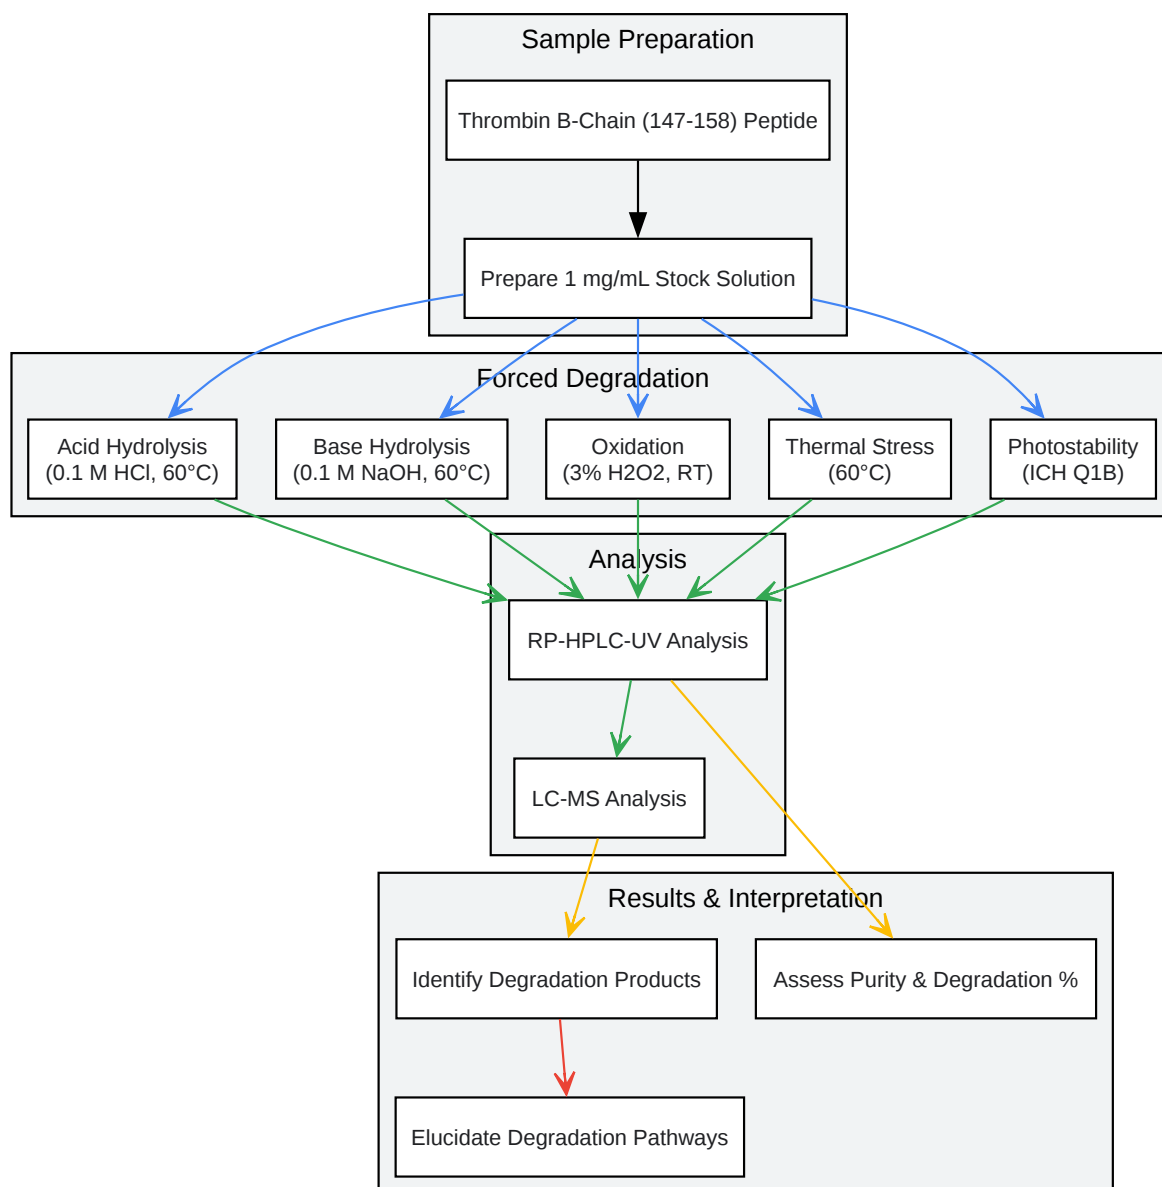 Sample Preparation
Thrombin B-Chain (147-158) Peptide
Prepare 1 mg/mL Stock Solution
Forced Degradation
Acid Hydrolysis
(0.1 M HCl, 60°C)
Base Hydrolysis
(0.1 M NaOH, 60°C)
Oxidation
(3% H2O2, RT)
Thermal Stress
(60°C)
Photostability
(ICH Q1B)
Analysis
RP-HPLC-UV Analysis
LC-MS Analysis
Results & Interpretation
Identify Degradation Products
Assess Purity & Degradation %
Elucidate Degradation Pathways